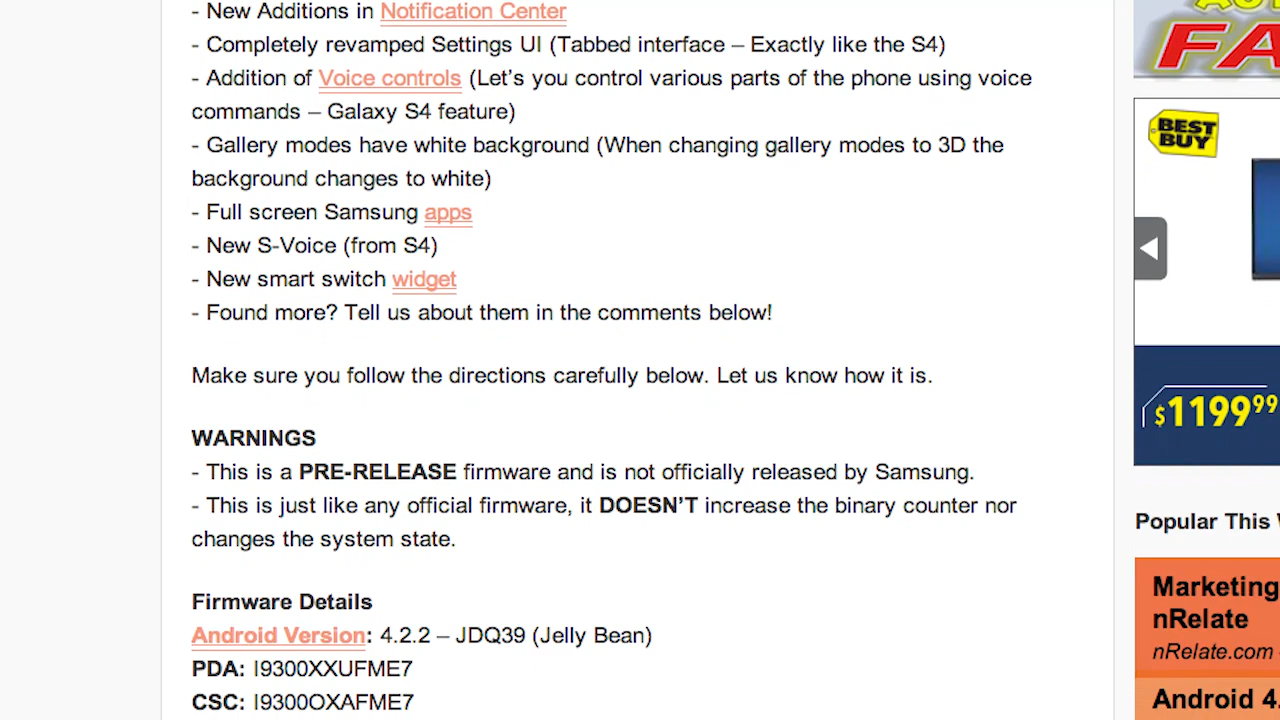 - New Additions in Notification Center
- Completely revamped Settings UI (Tabbed interface – Exactly like the S4)
- Addition of Voice controls (Let’s you control various parts of the phone using voice
commands – Galaxy S4 feature)
- Gallery modes have white background (When changing gallery modes to 3D the
background changes to white)
- Full screen Samsung apps
- New S-Voice (from S4)
- New smart switch widget
- Found more? Tell us about them in the comments below!
Make sure you follow the directions carefully below. Let us know how it is.
WARNINGS
- This is a PRE-RELEASE firmware and is not officially released by Samsung.
- This is just like any official firmware, it DOESN’T increase the binary counter nor
changes the system state.
Firmware Details
Android Version: 4.2.2 – JDQ39 (Jelly Bean)
PDA: I9300XXUFME7
CSC: I9300OXAFME7
FA
BEST
BUY
$119999
Popular This
Marketing
nRelate
nRelate.com
Android 4.